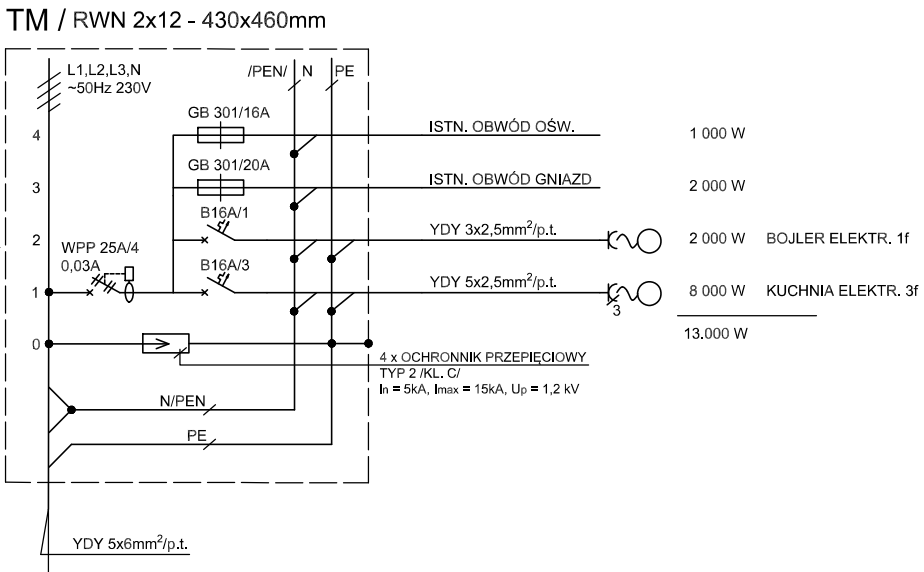 TM / RWN 2x12 - 430x460mm
L1,L2,L3,N
~50Hz 230V
/PEN/ N PE
GB 301/16A
4 ISTN. OBWÓD OŚW. 1 000 W
GB 301/20A
3 ISTN. OBWÓD GNIAZD 2 000 W
B16A/1
2 YDY 3x2,5mm²/p.t. 2 000 W BOJLER ELEKTR. 1f
WPP 25A/4
0,03A
B16A/3
1 YDY 5x2,5mm²/p.t. 8 000 W KUCHNIA ELEKTR. 3f
3
13.000 W
0
4 x OCHRONNIK PRZEPIĘCIOWY
TYP 2 /KL. C/
In = 5kA, Imax = 15kA, Up = 1,2 kV
N/PEN
PE
YDY 5x6mm²/p.t.